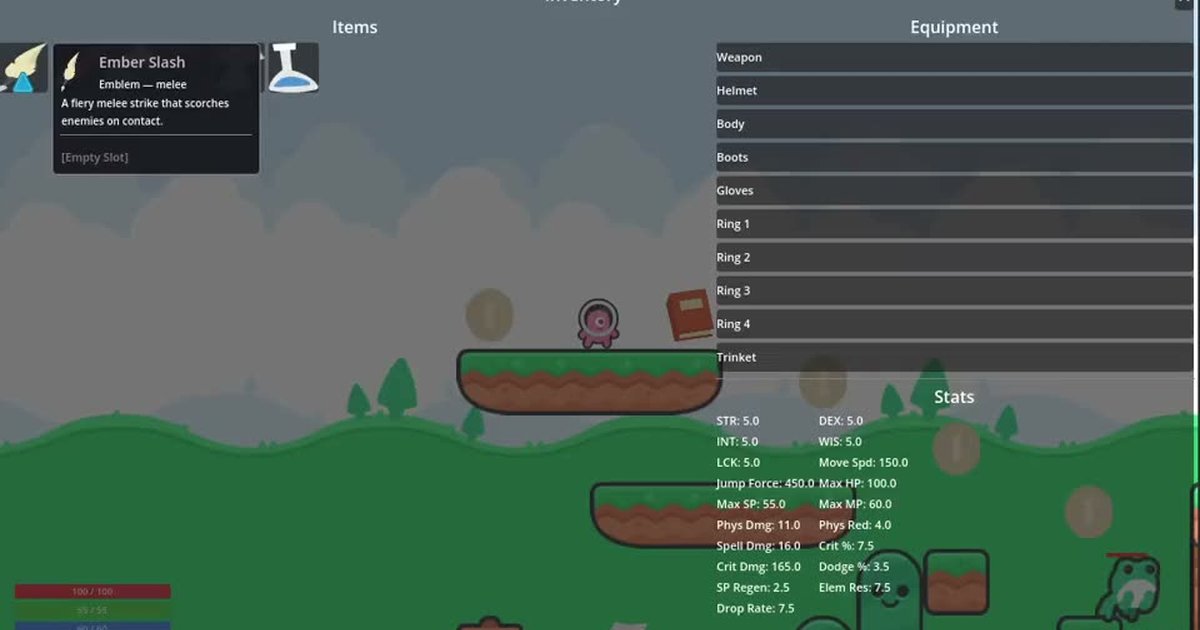 Inventory
Items
Equipment
Ember Slash
Emblem — melee
A fiery melee strike that scorches
enemies on contact.
[Empty Slot]
Weapon
Helmet
Body
Boots
Gloves
Ring 1
Ring 2
Ring 3
Ring 4
Trinket
Stats
STR: 5.0 DEX: 5.0
INT: 5.0 WIS: 5.0
LCK: 5.0 Move Spd: 150.0
Jump Force: 450.0 Max HP: 100.0
Max SP: 55.0 Max MP: 60.0
Phys Dmg: 11.0 Phys Red: 4.0
Spell Dmg: 16.0 Crit %: 7.5
Crit Dmg: 165.0 Dodge %: 3.5
SP Regen: 2.5 Elem Res: 7.5
Drop Rate: 7.5
100 / 100
55 / 55
60 / 60